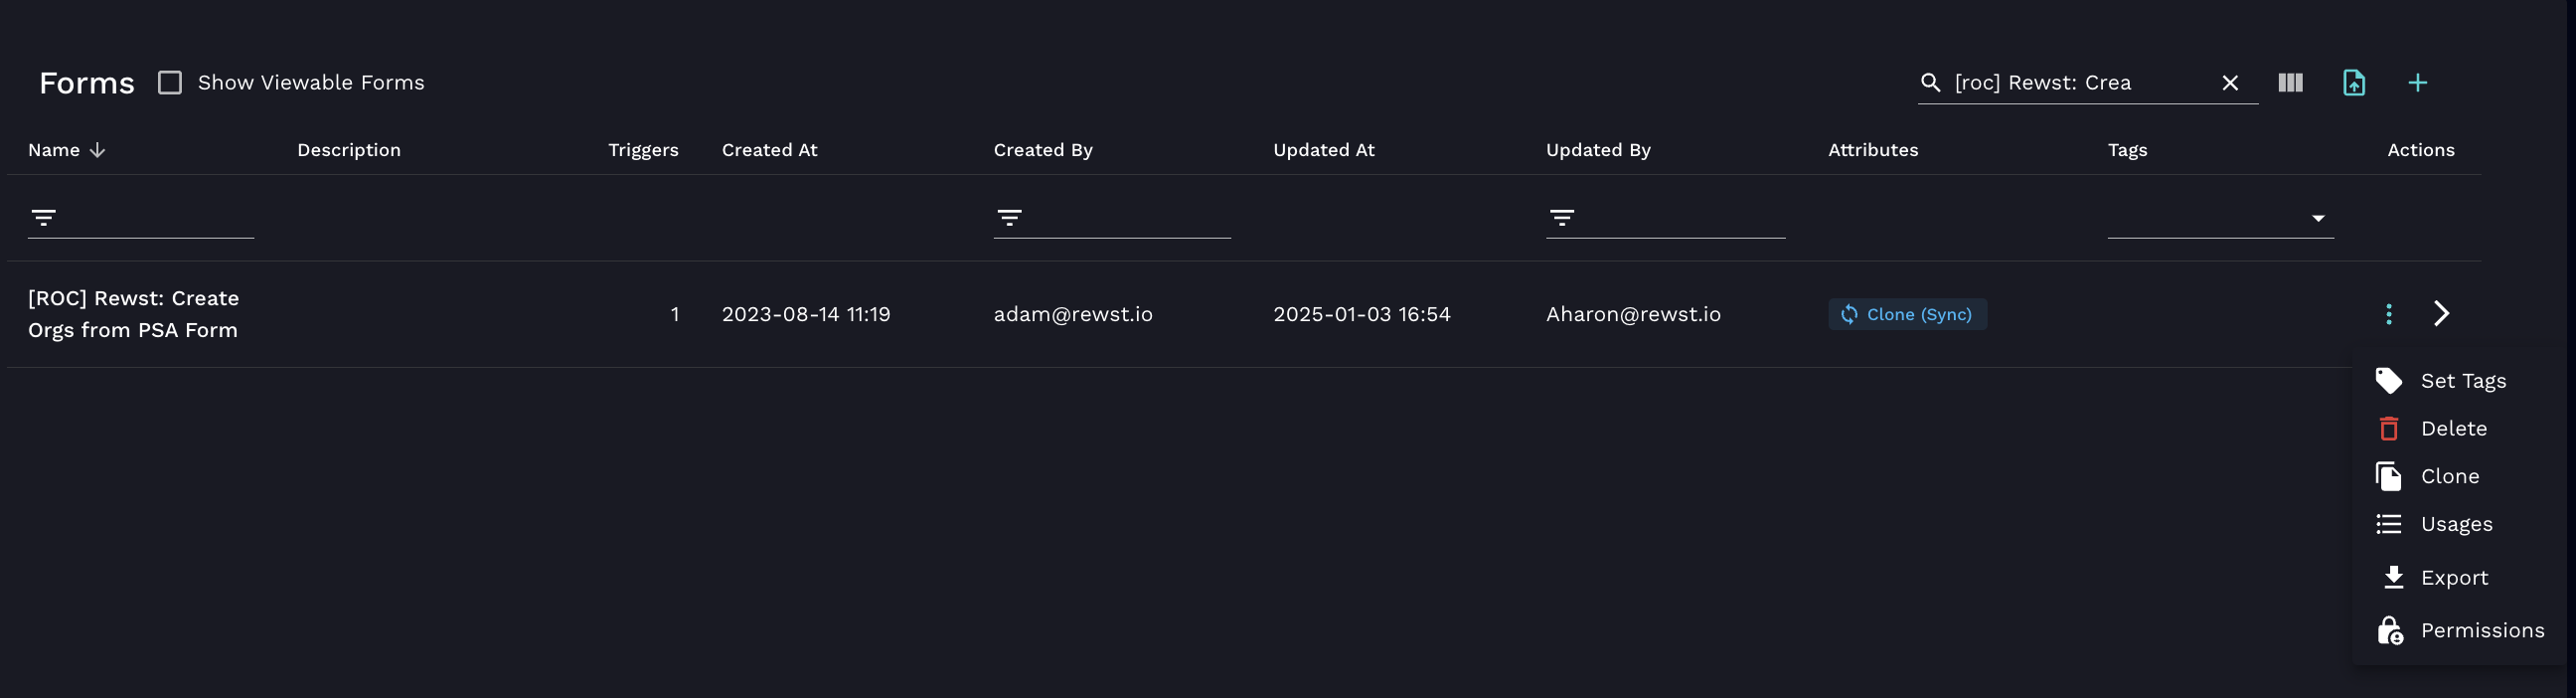 Forms Show Viewable Forms [roc] Rewst: Crea
Name Description Triggers Created At Created By Updated At Updated By Attributes Tags Actions
[ROC] Rewst: Create
Orgs from PSA Form
1 2023-08-14 11:19 adam@rewst.io 2025-01-03 16:54 Aharon@rewst.io Clone (Sync)
Set Tags
Delete
Clone
Usages
Export
Permissions